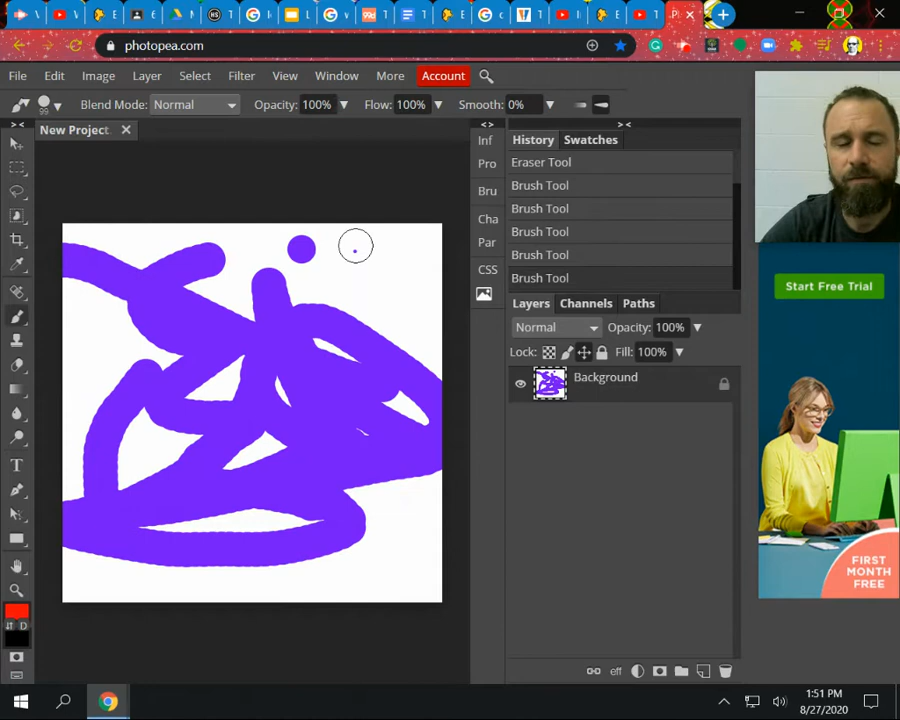 photopea.com
File Edit Image Layer Select Filter View Window More Account
99 Blend Mode: Normal Opacity: 100% Flow: 100% Smooth: 0%
New Project
Inf
Pro
Bru
Cha
Par
CSS
History Swatches
Eraser Tool
Brush Tool
Brush Tool
Brush Tool
Brush Tool
Brush Tool
Layers Channels Paths
Normal Opacity: 100%
Lock: Fill: 100%
Background
eff
D
Start Free Trial
FIRST
MONTH
FREE
1:51 PM
8/27/2020